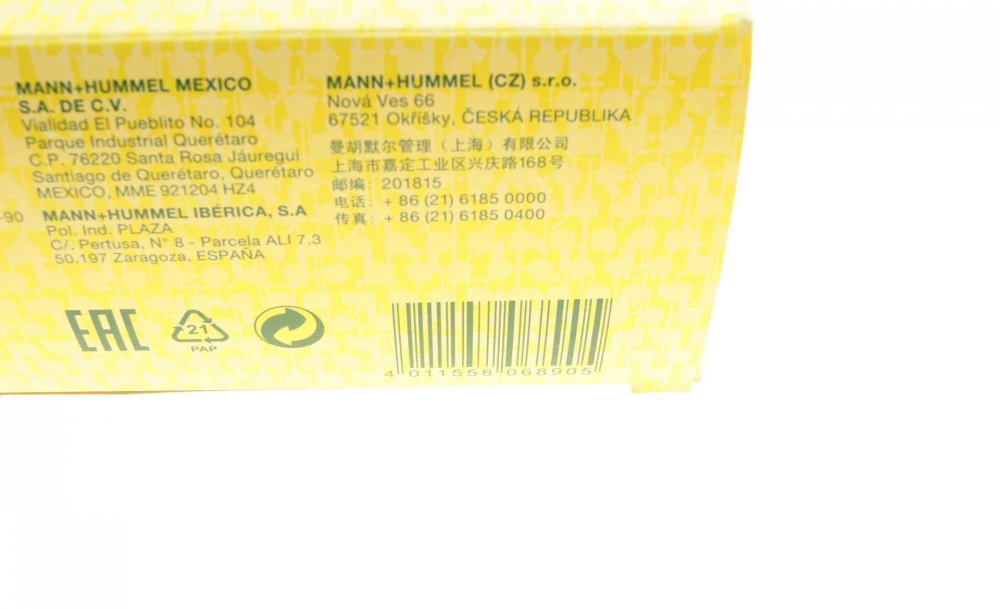 MANN+HUMMEL MEXICO
S.A. DE C.V.
Vialidad El Pueblito No. 104
Parque Industrial Querétaro
C.P. 76220 Santa Rosa Jáuregui
Santiago de Querétaro, Querétaro
MEXICO, MME 921204 HZ4
-90
MANN+HUMMEL IBÉRICA, S.A
Pol. Ind. PLAZA
C/. Pertusa, N° 8 - Parcela ALI 7.3
50.197 Zaragoza, ESPAÑA
MANN+HUMMEL (CZ) s.r.o.
Nová Ves 66
67521 Okříšky, ČESKÁ REPUBLIKA
曼胡默尔管理（上海）有限公司
上海市嘉定工业区兴庆路168号
邮编: 201815
电话: + 86 (21) 6185 0000
传真: + 86 (21) 6185 0400
EAC
21
PAP
4 011558 068905